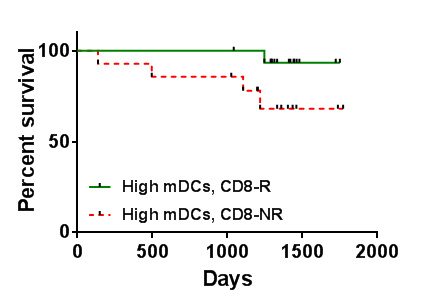 Percent survival
100
50
0
High mDCs, CD8-R
High mDCs, CD8-NR
0 500 1000 1500 2000
Days